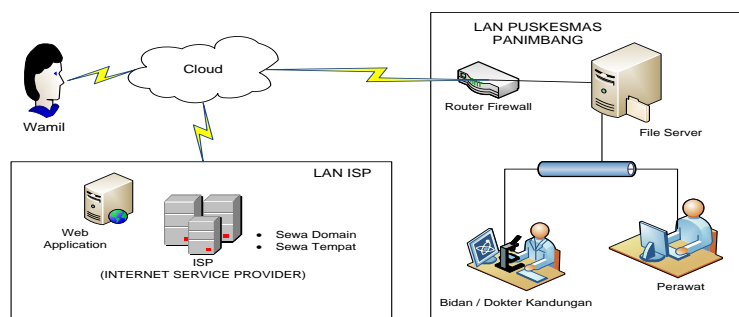 LAN PUSKESMAS
PANIMBANG
Cloud
Wamil
Router Firewall
File Server
LAN ISP
Web
Application
• Sewa Domain
• Sewa Tempat
ISP
(INTERNET SERVICE PROVIDER)
Bidan / Dokter Kandungan
Perawat